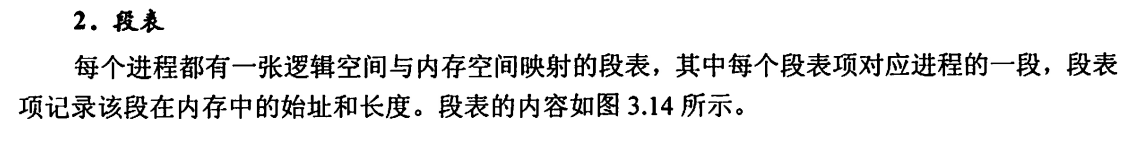 2. 段表
每个进程都有一张逻辑空间与内存空间映射的段表，其中每个段表项对应进程的一段，段表
项记录该段在内存中的始址和长度。段表的内容如图 3.14 所示。